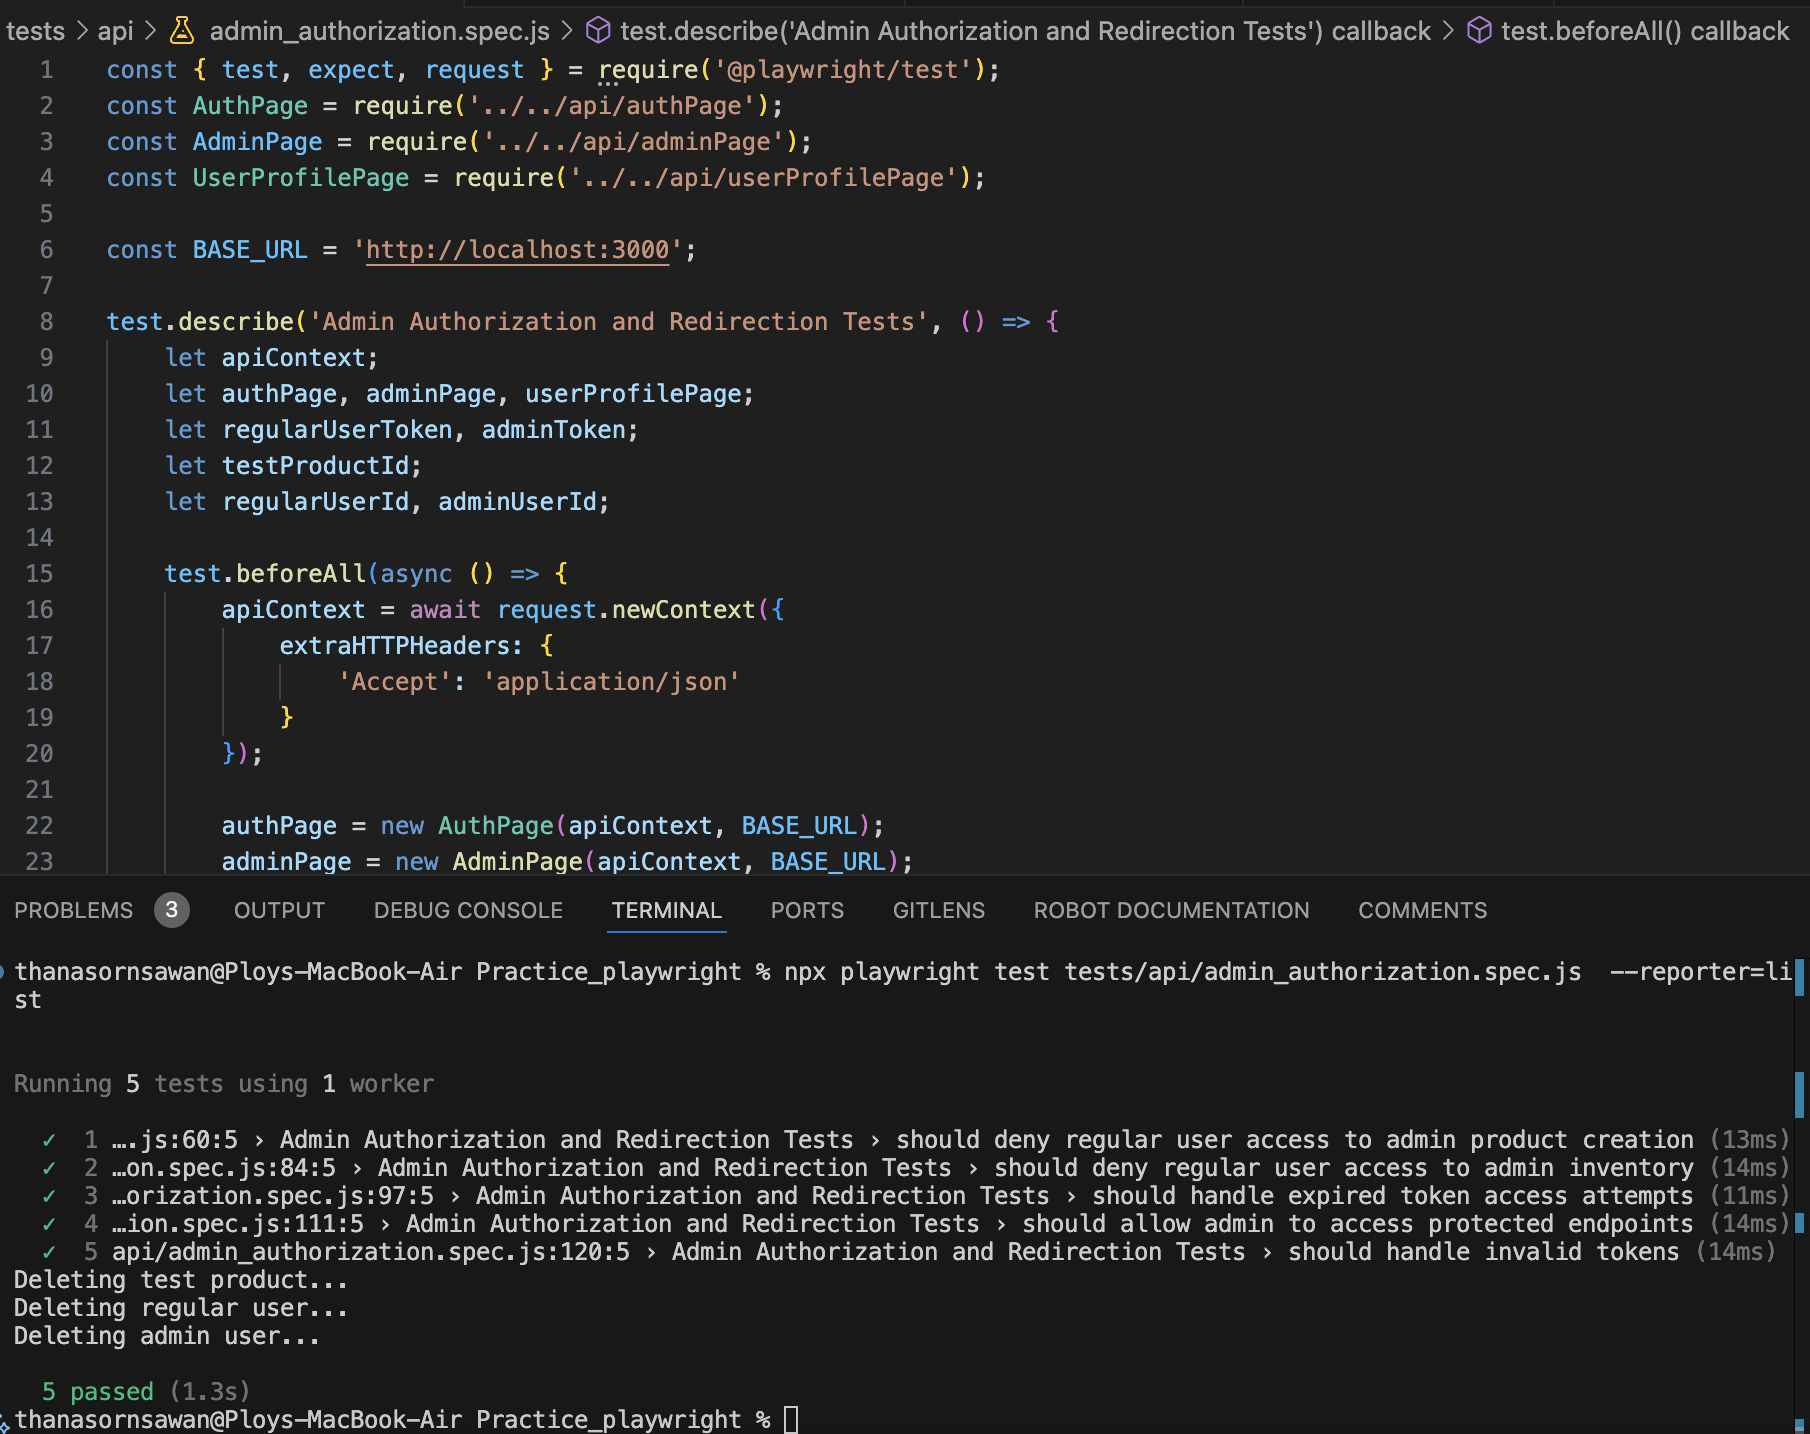 tests > api > admin_authorization.spec.js > test.describe('Admin Authorization and Redirection Tests') callback > test.beforeAll() callback
1 const { test, expect, request } = require('@playwright/test');
2 const AuthPage = require('../../api/authPage');
3 const AdminPage = require('../../api/adminPage');
4 const UserProfilePage = require('../../api/userProfilePage');
5
6 const BASE_URL = 'http://localhost:3000';
7
8 test.describe('Admin Authorization and Redirection Tests', () => {
9 let apiContext;
10 let authPage, adminPage, userProfilePage;
11 let regularUserToken, adminToken;
12 let testProductId;
13 let regularUserId, adminUserId;
14
15 test.beforeAll(async () => {
16 apiContext = await request.newContext({
17 extraHTTPHeaders: {
18 'Accept': 'application/json'
19 }
20 });
21
22 authPage = new AuthPage(apiContext, BASE_URL);
23 adminPage = new AdminPage(apiContext, BASE_URL);
PROBLEMS 3 OUTPUT DEBUG CONSOLE TERMINAL PORTS GITLENS ROBOT DOCUMENTATION COMMENTS
thanasornsawan@Ploys-MacBook-Air Practice_playwright % npx playwright test tests/api/admin_authorization.spec.js  --reporter=li
st
Running 5 tests using 1 worker
✓ 1 ….js:60:5 › Admin Authorization and Redirection Tests › should deny regular user access to admin product creation (13ms)
✓ 2 …on.spec.js:84:5 › Admin Authorization and Redirection Tests › should deny regular user access to admin inventory (14ms)
✓ 3 …orization.spec.js:97:5 › Admin Authorization and Redirection Tests › should handle expired token access attempts (11ms)
✓ 4 …ion.spec.js:111:5 › Admin Authorization and Redirection Tests › should allow admin to access protected endpoints (14ms)
✓ 5 api/admin_authorization.spec.js:120:5 › Admin Authorization and Redirection Tests › should handle invalid tokens (14ms)
Deleting test product...
Deleting regular user...
Deleting admin user...
5 passed (1.3s)
thanasornsawan@Ploys-MacBook-Air Practice_playwright %